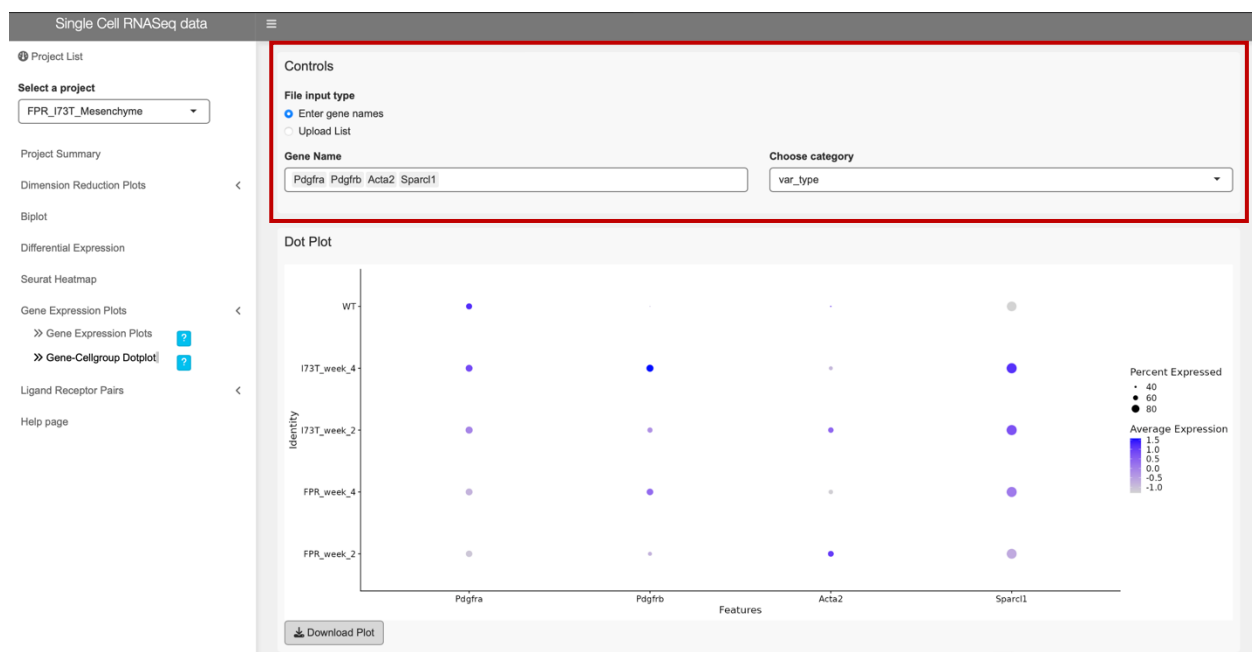 Single Cell RNASeq data
Project List
Select a project
FPR_I73T_Mesenchyme
Project Summary
Dimension Reduction Plots
Biplot
Differential Expression
Seurat Heatmap
Gene Expression Plots
Gene Expression Plots ?
Gene-Cellgroup Dotplot ?
Ligand Receptor Pairs
Help page
Controls
File input type
Enter gene names
Upload List
Gene Name
Pdgfra Pdgfrb Acta2 Sparcl1
Choose category
var_type
Dot Plot
Identity
WT
I73T_week_4
I73T_week_2
FPR_week_4
FPR_week_2
Pdgfra Pdgfrb Acta2 Sparcl1
Features
Percent Expressed
40
60
80
Average Expression
1.5
1.0
0.5
0.0
-0.5
-1.0
Download Plot